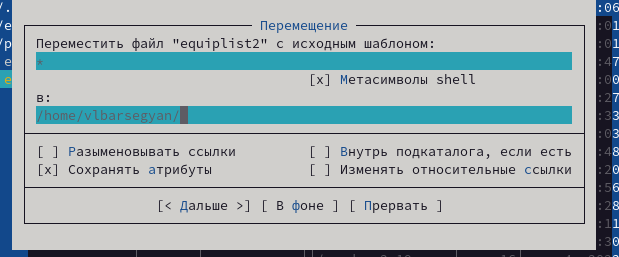 Перемещение
Переместить файл "equiplist2" с исходным шаблоном:
*
[x] Метасимволы shell
в:
/home/vlbarsegyan/
[ ] Разыменовывать ссылки [ ] Внутрь подкаталога, если есть
[x] Сохранять атрибуты [ ] Изменять относительные ссылки
[< Дальше >] [ В фоне ] [ Прервать ]